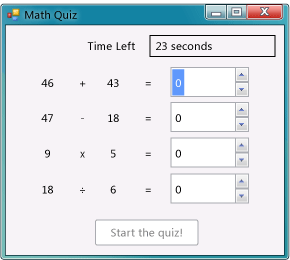 Math Quiz
Time Left 23 seconds
46 + 43 = 0
47 - 18 = 0
9 x 5 = 0
18 ÷ 6 = 0
Start the quiz!